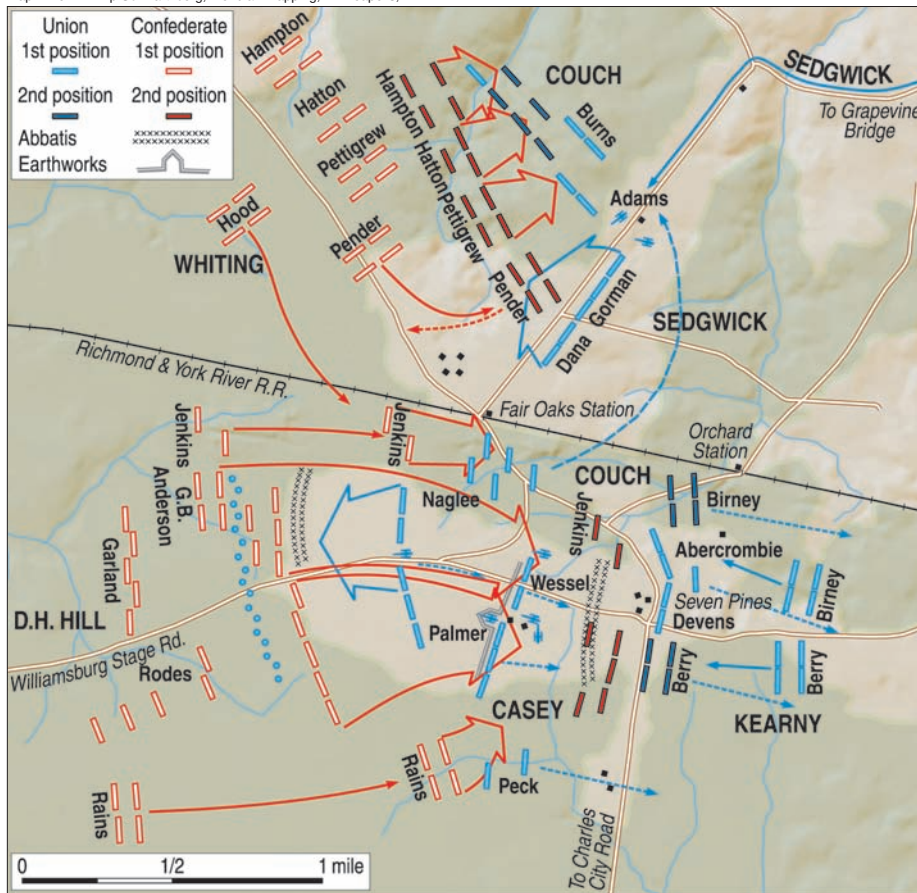 Union
1st position
2nd position
Confederate
1st position
2nd position
Abbatis
Earthworks
Hampton
Hatton
Pettigrew
Pender
Hood
WHITING
Hampton
Hatton
Pettigrew
Pender
COUCH
Burns
SEDGWICK
To Grapevine
Bridge
Adams
Gorman
Dana
SEDGWICK
Richmond & York River R.R.
Fair Oaks Station
Orchard
Station
Jenkins
Jenkins
G.B.
Anderson
Naglee
COUCH
Jenkins
Birney
Abercrombie
Birney
Garland
D.H. HILL
Williamsburg Stage Rd.
Rodes
Wessel
Palmer
Seven Pines
Devens
Berry
Berry
CASEY
KEARNY
Rains
Rains
Peck
To Charles
City Road
0 1/2 1 mile